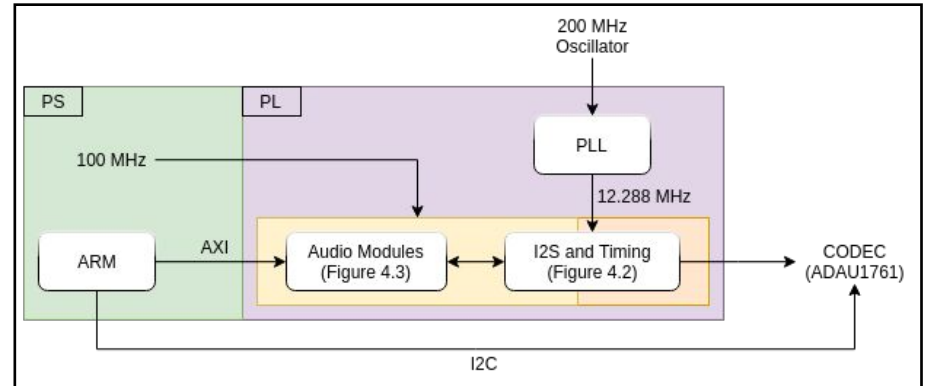 200 MHz
Oscillator
PS
PL
PLL
100 MHz
12.288 MHz
ARM
AXI
Audio Modules
(Figure 4.3)
I2S and Timing
(Figure 4.2)
CODEC
(ADAU1761)
I2C